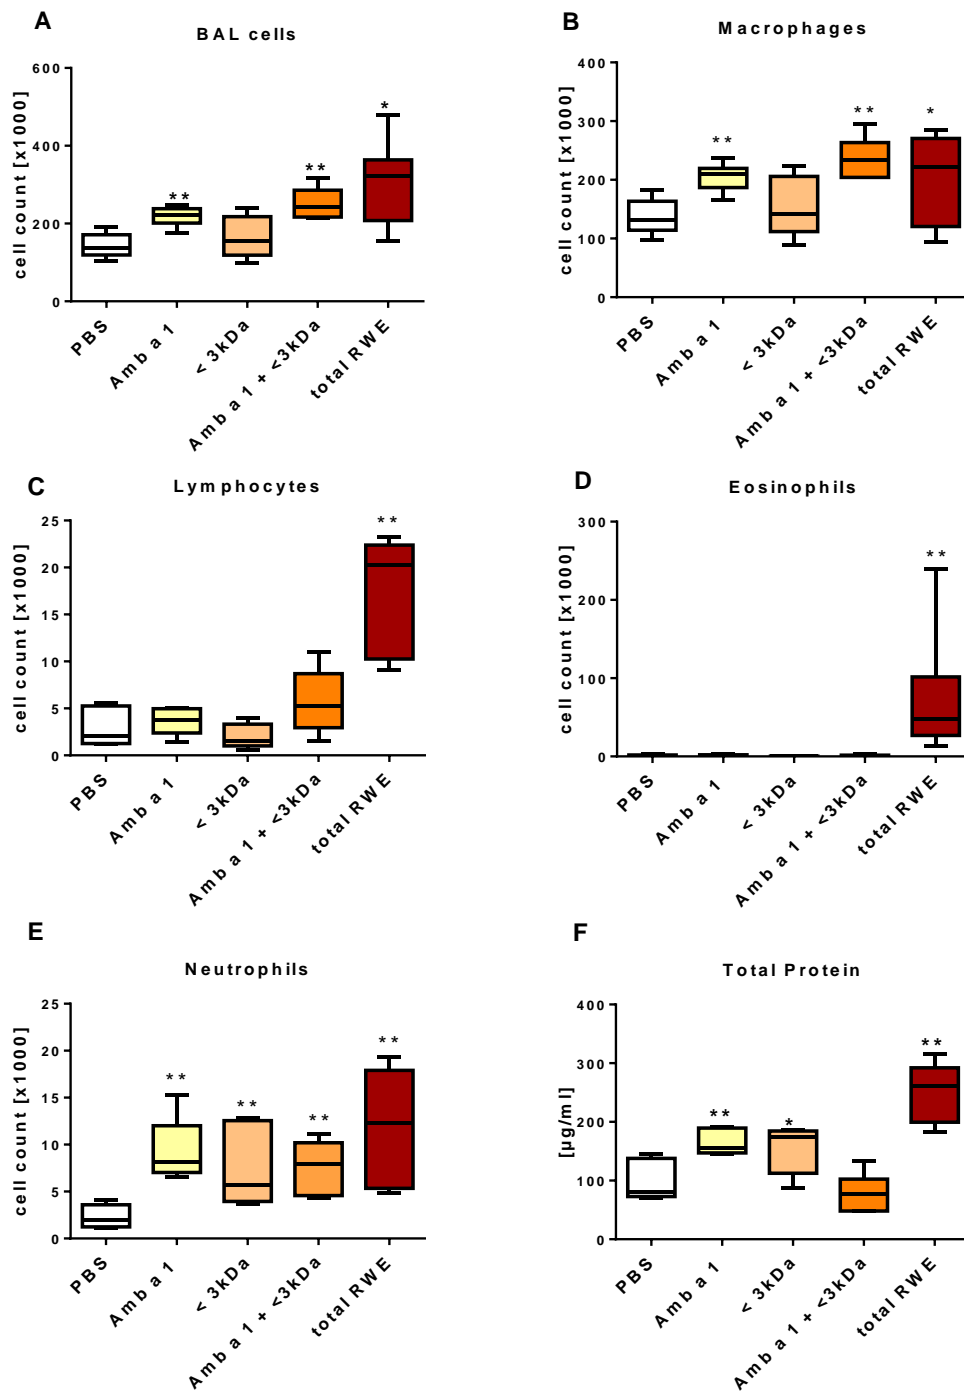 A
BAL cells
cell count [x1000]
600
400
200
0
* *
* *
*
PBS
Amb a 1
< 3kDa
Amb a 1 + <3kDa
total RWE
B
Macrophages
cell count [x1000]
400
300
200
100
0
* *
* *
*
PBS
Amb a 1
< 3kDa
Amb a 1 + <3kDa
total RWE
C
Lymphocytes
cell count [x1000]
25
20
15
10
5
0
* *
PBS
Amb a 1
< 3kDa
Amb a 1 + <3kDa
total RWE
D
Eosinophils
cell count [x1000]
300
200
100
0
* *
PBS
Amb a 1
< 3kDa
Amb a 1 + <3kDa
total RWE
E
Neutrophils
cell count [x1000]
25
20
15
10
5
0
* *
* *
* *
* *
PBS
Amb a 1
< 3kDa
Amb a 1 + <3kDa
total RWE
F
Total Protein
[µg/ml]
400
300
200
100
0
* *
*
* *
PBS
Amb a 1
< 3kDa
Amb a 1 + <3kDa
total RWE